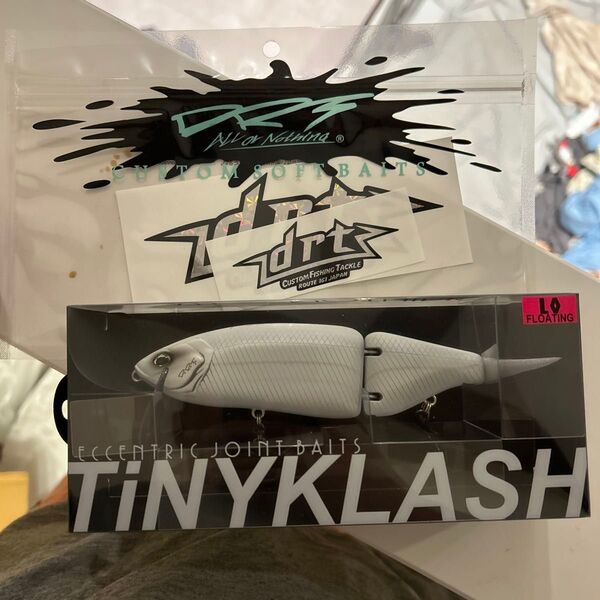 DRT
ALL or Nothing ®
CUSTOM SOFT BAITS
drt
drt
CUSTOM FISHING TACKLE
ROUTE 163 JAPAN
LO
FLOATING
ECCENTRIC JOINT BAITS
TiNYKLASH